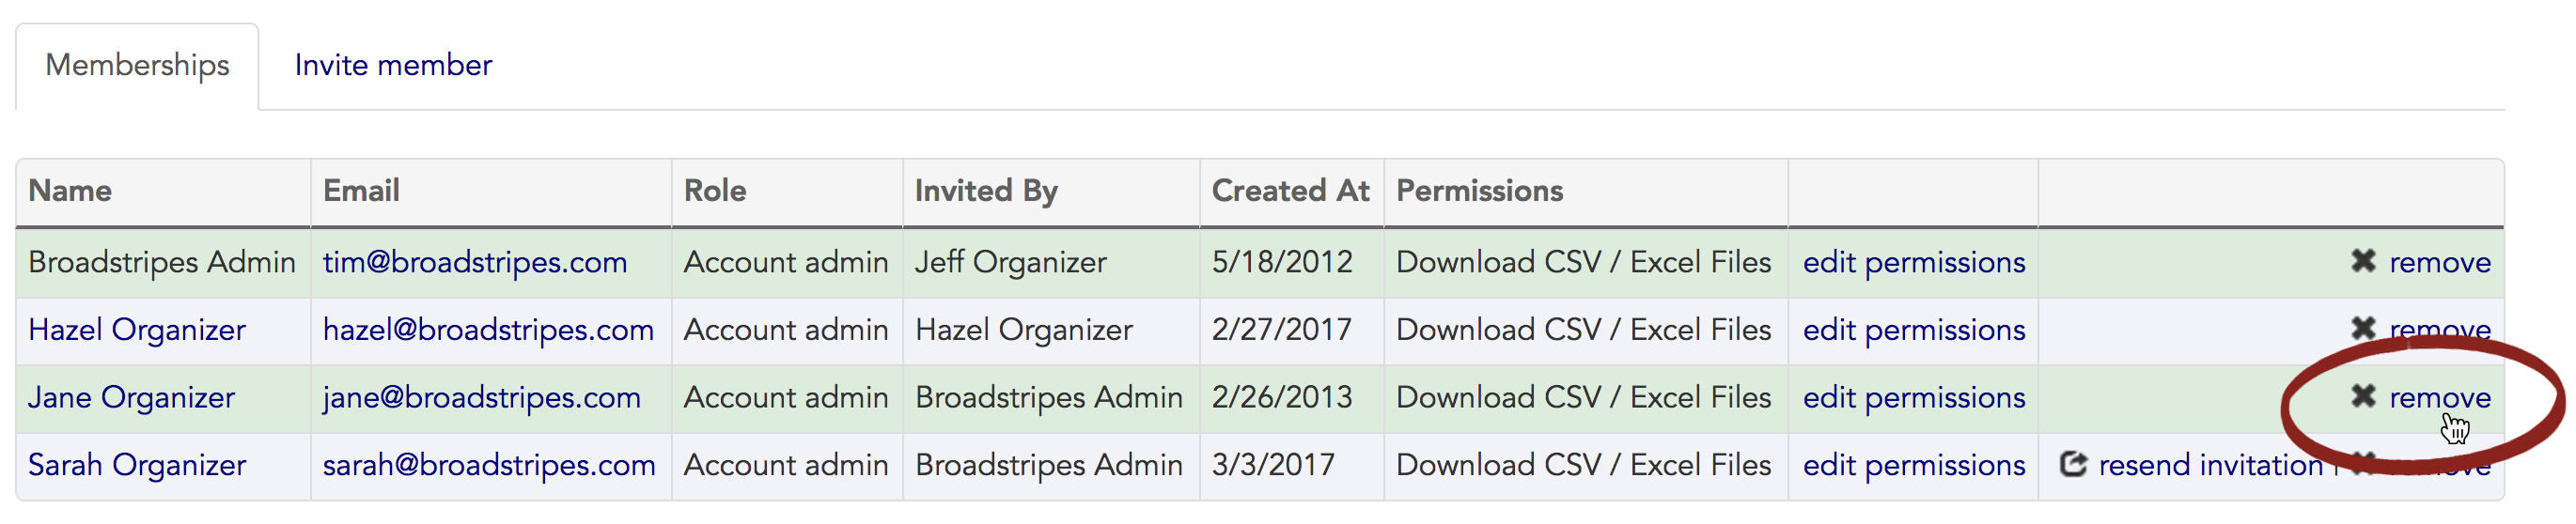 Memberships Invite member
Name Email Role Invited By Created At Permissions
Broadstripes Admin tim@broadstripes.com Account admin Jeff Organizer 5/18/2012 Download CSV / Excel Files edit permissions ✖ remove
Hazel Organizer hazel@broadstripes.com Account admin Hazel Organizer 2/27/2017 Download CSV / Excel Files edit permissions ✖ remove
Jane Organizer jane@broadstripes.com Account admin Broadstripes Admin 2/26/2013 Download CSV / Excel Files edit permissions ✖ remove
Sarah Organizer sarah@broadstripes.com Account admin Broadstripes Admin 3/3/2017 Download CSV / Excel Files edit permissions resend invitation | ✖ remove